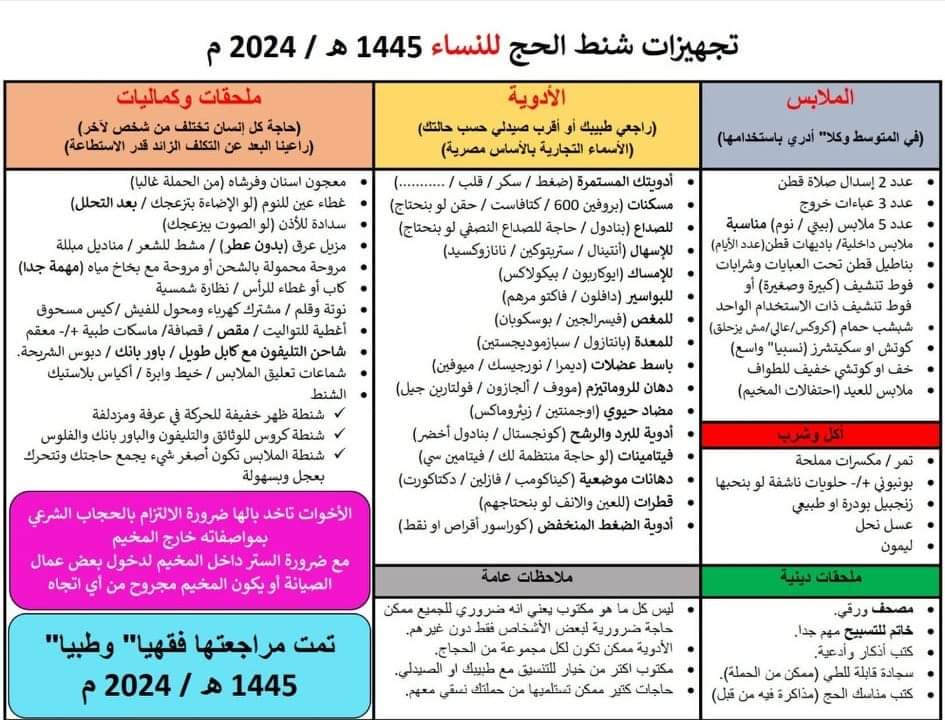 تجهيزات شنط الحج للنساء 1445 هـ / 2024 م
الملابس
(في المتوسط وكلا" أدري باستخدامها)
عدد 2 إسدال صلاة قطن
عدد 3 عباءات خروج
عدد 5 ملابس (بيتي / نوم) مناسبة
ملابس داخلية/ باديهات قطن(عدد الأيام)
بناطيل قطن تحت العبايات وشرابات
فوط تنشيف (كبيرة وصغيرة) أو
فوط تنشيف ذات الاستخدام الواحد
شبشب حمام (كروكس/عالي/مش يزحلق)
كوتش او سكيتشرز (نسبيا" واسع)
خف او كوتشي خفيف للطواف
ملابس للعيد (احتفالات المخيم)
أكل وشرب
تمر / مكسرات مملحة
بونبوني +/- حلويات ناشفة لو بنحبها
زنجبيل بودرة او طبيعي
عسل نحل
ليمون
ملحقات دينية
مصحف ورقي.
خاتم للتسبيح مهم جدا.
كتب أذكار وأدعية.
سجادة قابلة للطي (ممكن من الحملة).
كتب مناسك الحج (مذاكرة فيه من قبل)
الأدوية
(راجعي طبيبك أو أقرب صيدلي حسب حالتك)
(الأسماء التجارية بالأساس مصرية)
أدويتك المستمرة (ضغط / سكر / قلب / ...........)
مسكنات (بروفين 600 / كتافاست / حقن لو بنحتاج)
للصداع (بنادول / حاجة للصداع النصفي لو بنحتاج)
للإسهال (أنتينال / ستربتوكين / نانازوكسيد)
للإمساك (ايوكاربون / بيكولاكس)
للبواسير (دافلون / فاكتو مرهم)
للمغص (فيسرالجين / بوسكوبان)
للمعدة (بانتازول / سبازموديجستين)
باسط عضلات (ديمرا / نورجيسك / ميوفين)
دهان للروماتيزم (مووف / ألجازون / فولتارين جيل)
مضاد حيوي (اوجمنتين / زيثروماكس)
أدوية للبرد والرشح (كونجستال / بنادول أخضر)
فيتامينات (لو حاجة منتظمة لك / فيتامين سي)
دهانات موضعية (كيناكومب / فازلين / دكتاكورت)
قطرات (للعين والانف لو بنحتاجهم)
أدوية الضغط المنخفض (كوراسور أقراص او نقط)
ملاحظات عامة
ليس كل ما هو مكتوب يعني انه ضروري للجميع ممكن
حاجة ضرورية لبعض الأشخاص فقط دون غيرهم.
الأدوية ممكن تكون لكل مجموعة من الحجاج.
مكتوب اكتر من خيار للتنسيق مع طبيبك او الصيدلي.
حاجات كتير ممكن تستلميها من حملتك نسقي معهم.
ملحقات وكماليات
(حاجة كل إنسان تختلف من شخص لآخر)
(راعينا البعد عن التكلف الزائد قدر الاستطاعة)
معجون اسنان وفرشاه (من الحملة غالبا)
غطاء عين للنوم (لو الإضاءة بتزعجك / بعد التحلل)
سدادة للأذن (لو الصوت بيزعجك)
مزيل عرق (بدون عطر) / مشط للشعر / مناديل مبللة
مروحة محمولة بالشحن أو مروحة مع بخاخ مياه (مهمة جدا)
كاب أو غطاء للرأس / نظارة شمسية
نوتة وقلم / مشترك كهرباء ومحول للفيش /كيس مسحوق
أغطية للتواليت / مقص / قصافة/ ماسكات طبية +/- معقم
شاحن التليفون مع كابل طويل / باور بانك / دبوس الشريحة.
شماعات تعليق الملابس / خيط وابرة / أكياس بلاستيك
الشنط
شنطة ظهر خفيفة للحركة في عرفة ومزدلفة
شنطة كروس للوثائق والتليفون والباور بانك والفلوس
شنطة الملابس تكون أصغر شيء يجمع حاجتك وتتحرك
بعجل وبسهولة
الأخوات تاخد بالها ضرورة الالتزام بالحجاب الشرعي
بمواصفاته خارج المخيم
مع ضرورة الستر داخل المخيم لدخول بعض عمال
الصيانة أو يكون المخيم مجروح من أي اتجاه
تمت مراجعتها فقهيا" وطبيا"
1445 هـ / 2024 م